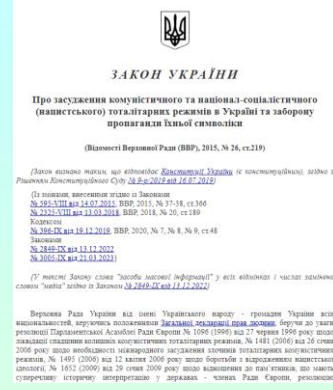 ЗАКОН УКРАЇНИ
Про засудження комуністичного та націонал-соціалістичного
(нацистського) тоталітарних режимів в Україні та заборону
пропаганди їхньої символіки
(Відомості Верховної Ради (ВВР), 2015, № 26, ст.219)
{Закон визнано таким, що відповідає Конституції України (є конституційним), згідно з
Рішенням Конституційного Суду № 9-р/2019 від 16.07.2019}
{Із змінами, внесеними згідно із Законами
№ 595-VIII від 14.07.2015, ВВР, 2015, № 37-38, ст.366
№ 2325-VIII від 13.03.2018, ВВР, 2018, № 20, ст.189
Кодексом
№ 396-IX від 19.12.2019, ВВР, 2020, № 7, № 8, № 9, ст.48
Законами
№ 2849-IX від 13.12.2022
№ 3005-IX від 21.03.2023}
{У тексті Закону слова "засоби масової інформації" у всіх відмінках і числах замінено
словом "медіа" згідно із Законом № 2849-IX від 13.12.2022}
Верховна Рада України від імені Українського народу - громадян України всіх
національностей, керуючись положеннями Загальної декларації прав людини, беручи до уваги
резолюції Парламентської Асамблеї Ради Європи № 1096 (1996) від 27 червня 1996 року щодо
ліквідації спадщини колишніх комуністичних тоталітарних режимів, № 1481 (2006) від 26 січня
2006 року щодо необхідності міжнародного засудження злочинів тоталітарних комуністичних
режимів, № 1495 (2006) від 12 квітня 2006 року щодо боротьби з відродженням нацистської
ідеології, № 1652 (2009) від 29 січня 2009 року щодо відношення до пам'ятників, що мають
суперечливу історичну інтерпретацію у державах - членах Ради Європи, резолюцію